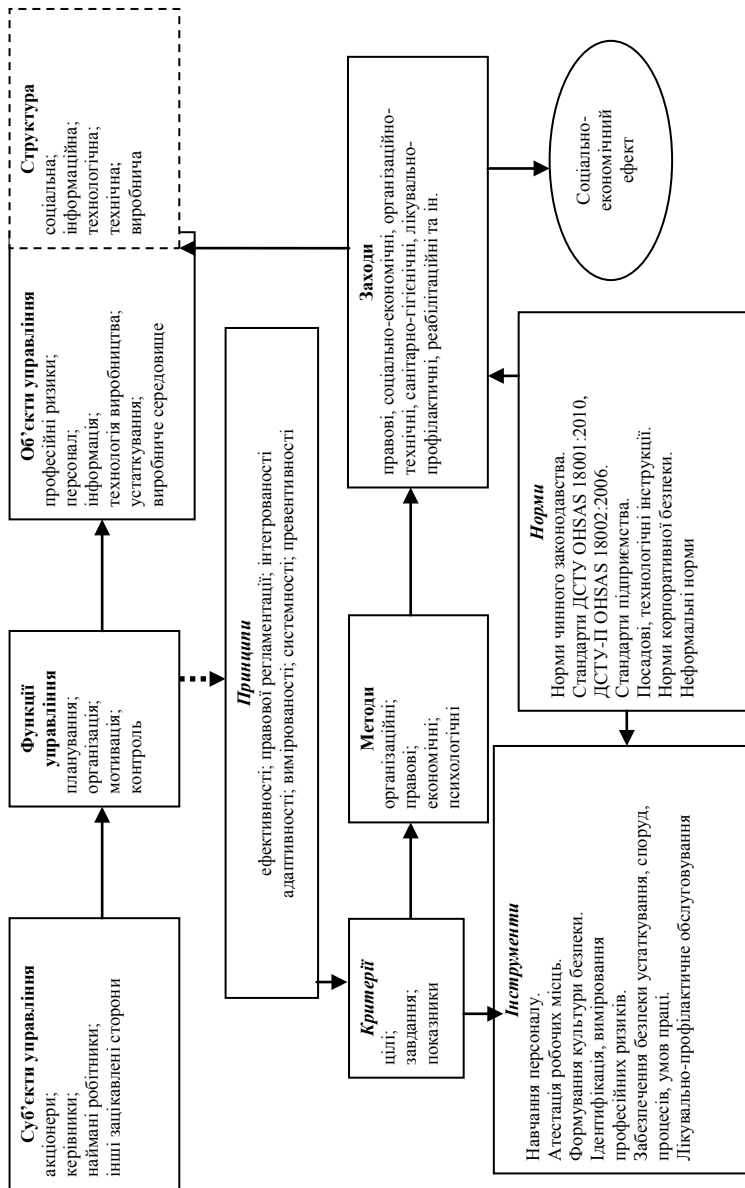 Суб’єкти управління
акціонери;
керівники;
наймані робітники;
інші зацікавлені сторони
Функції
управління
планування;
організація;
мотивація;
контроль
Об’єкти управління
професійні ризики;
персонал;
інформація;
технологія виробництва;
устаткування;
виробниче середовище
Структура
соціальна;
інформаційна;
технологічна;
технічна;
виробнича
Принципи
ефективності; правової регламентації; інтегрованості
адаптивності; вимірюваності; системності; превентивності
Критерії
цілі;
завдання;
показники
Методи
організаційні;
правові;
економічні;
психологічні
Заходи
правові, соціально-економічні, організаційно-
технічні, санітарно-гігієнічні, лікувально-
профілактичні, реабілітаційні та ін.
Інструменти
Навчання персоналу.
Атестація робочих місць.
Формування культури безпеки.
Ідентифікація, вимірювання
професійних ризиків.
Забезпечення безпеки устаткування, споруд,
процесів, умов праці.
Лікувально-профілактичне обслуговування
Норми
Норми чинного законодавства.
Стандарти ДСТУ OHSAS 18001:2010,
ДСТУ-П OHSAS 18002:2006.
Стандарти підприємства.
Посадові, технологічні інструкції.
Норми корпоративної безпеки.
Неформальні норми
Соціально-
економічний
ефект